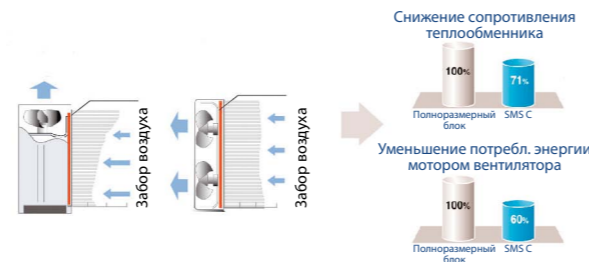 Забор воздуха
Забор воздуха
Снижение сопротивления
теплообменника
100%
71%
Полноразмерный
блок
SMS C
Уменьшение потребл. энергии
мотором вентилятора
100%
60%
Полноразмерный
блок
SMS C